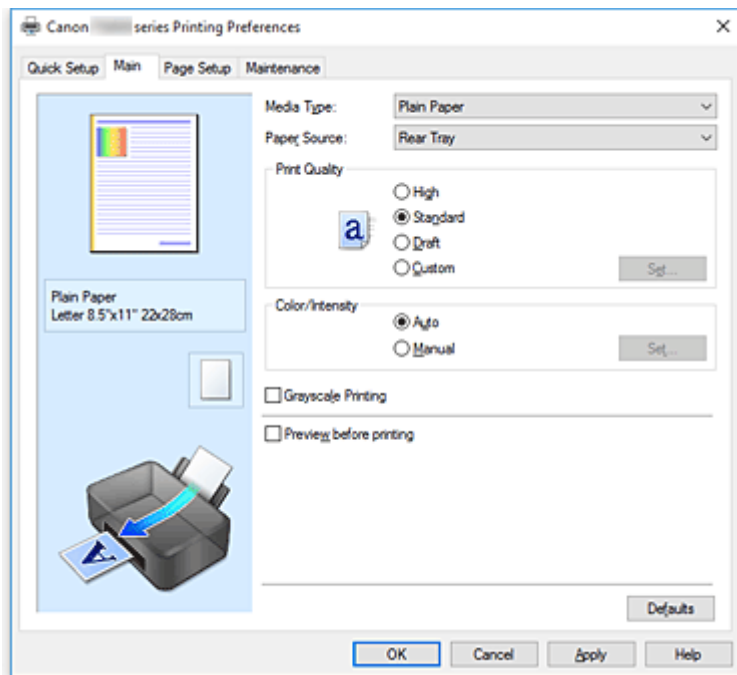 Canon series Printing Preferences
Quick Setup Main Page Setup Maintenance
Media Type: Plain Paper
Paper Source: Rear Tray
Print Quality
High
a Standard
Draft
Custom Set...
Plain Paper
Letter 8.5"x11" 22x28cm
Color/Intensity
Auto
Manual Set...
Grayscale Printing
Preview before printing
A
Defaults
OK Cancel Apply Help